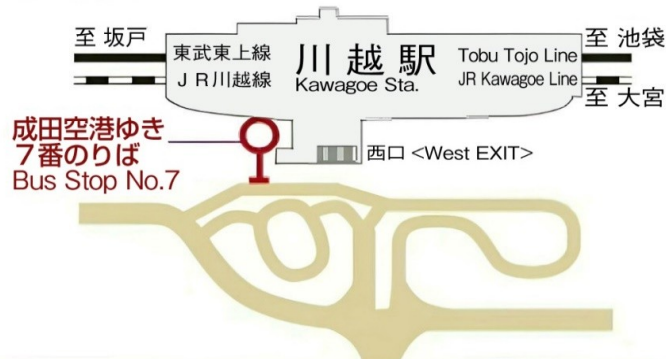 至 坂戸
東武東上線
JR川越線
川越駅
Kawagoe Sta.
Tobu Tojo Line
JR Kawagoe Line
至 池袋
至 大宮
成田空港ゆき
7番のりば
Bus Stop No.7
西口 <West EXIT>